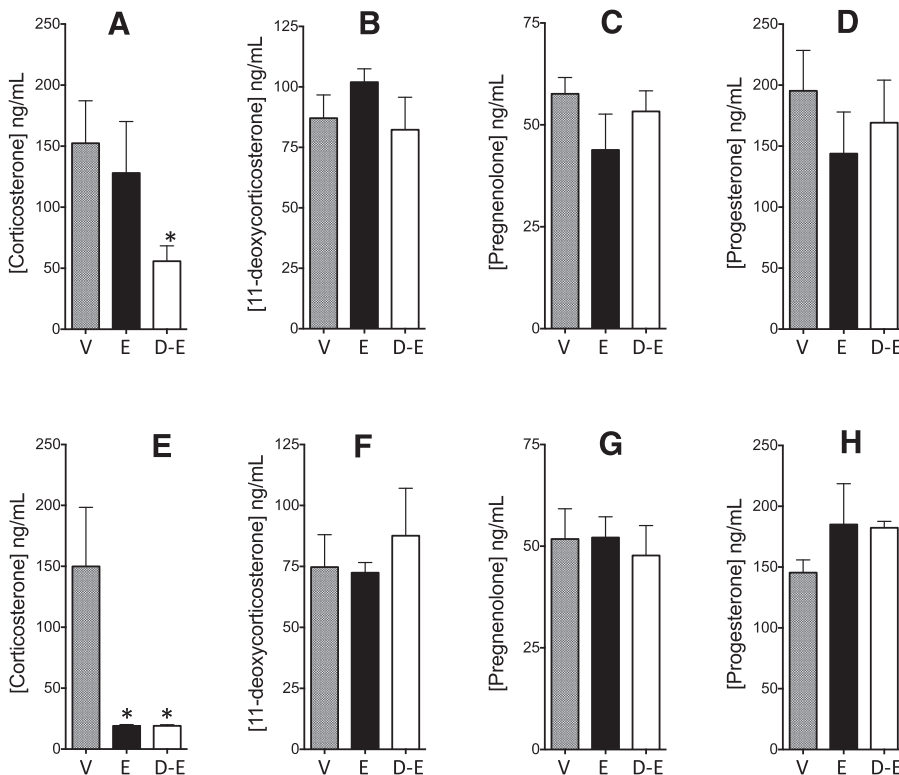 A
[Corticosterone] ng/mL
250
200
150
100
50
0
*
V E D-E
B
[11-deoxycorticosterone] ng/mL
125
100
75
50
25
0
V E D-E
C
[Pregnenolone] ng/mL
75
50
25
0
V E D-E
D
[Progesterone] ng/mL
250
200
150
100
50
0
V E D-E
E
[Corticosterone] ng/mL
250
200
150
100
50
0
* *
V E D-E
F
[11-deoxycorticosterone] ng/mL
125
100
75
50
25
0
V E D-E
G
[Pregnenolone] ng/mL
75
50
25
0
V E D-E
H
[Progesterone] ng/mL
250
200
150
100
50
0
V E D-E